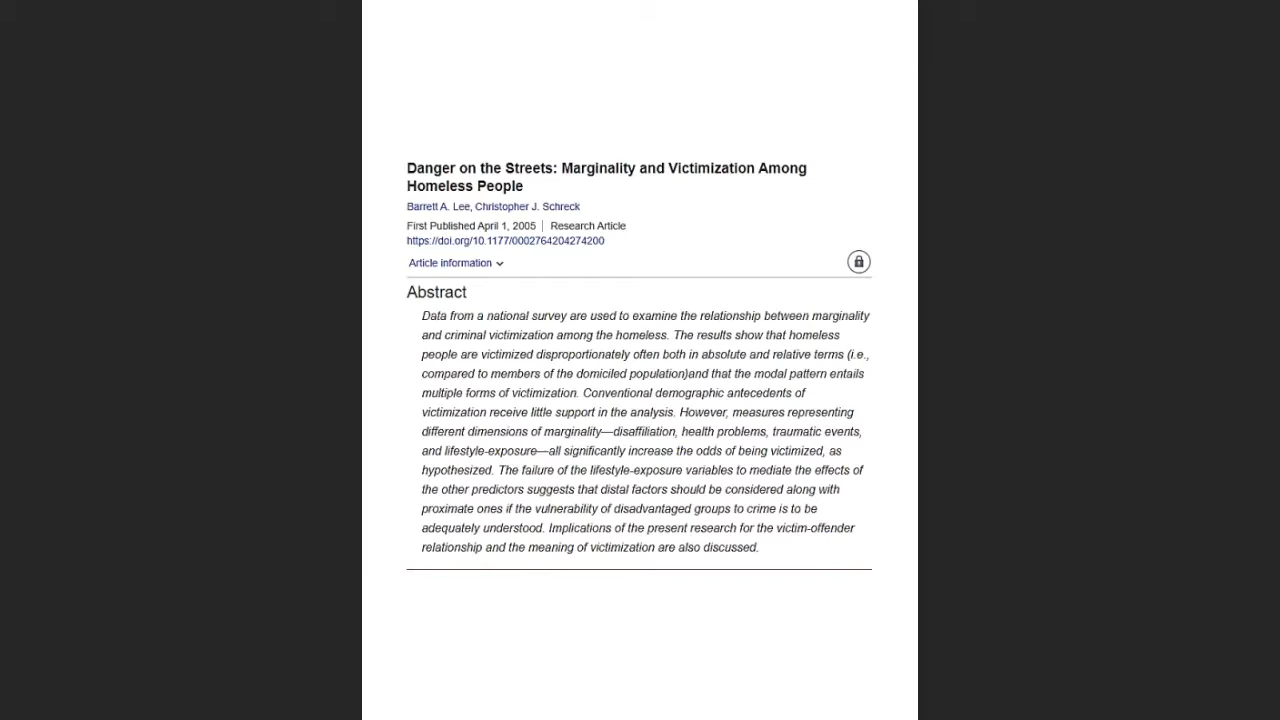 Danger on the Streets: Marginality and Victimization Among
Homeless People
Barrett A. Lee, Christopher J. Schreck
First Published April 1, 2005 | Research Article
https://doi.org/10.1177/0002764204274200
Article information
Abstract
Data from a national survey are used to examine the relationship between marginality
and criminal victimization among the homeless. The results show that homeless
people are victimized disproportionately often both in absolute and relative terms (i.e.,
compared to members of the domiciled population)and that the modal pattern entails
multiple forms of victimization. Conventional demographic antecedents of
victimization receive little support in the analysis. However, measures representing
different dimensions of marginality—disaffiliation, health problems, traumatic events,
and lifestyle-exposure—all significantly increase the odds of being victimized, as
hypothesized. The failure of the lifestyle-exposure variables to mediate the effects of
the other predictors suggests that distal factors should be considered along with
proximate ones if the vulnerability of disadvantaged groups to crime is to be
adequately understood. Implications of the present research for the victim-offender
relationship and the meaning of victimization are also discussed.